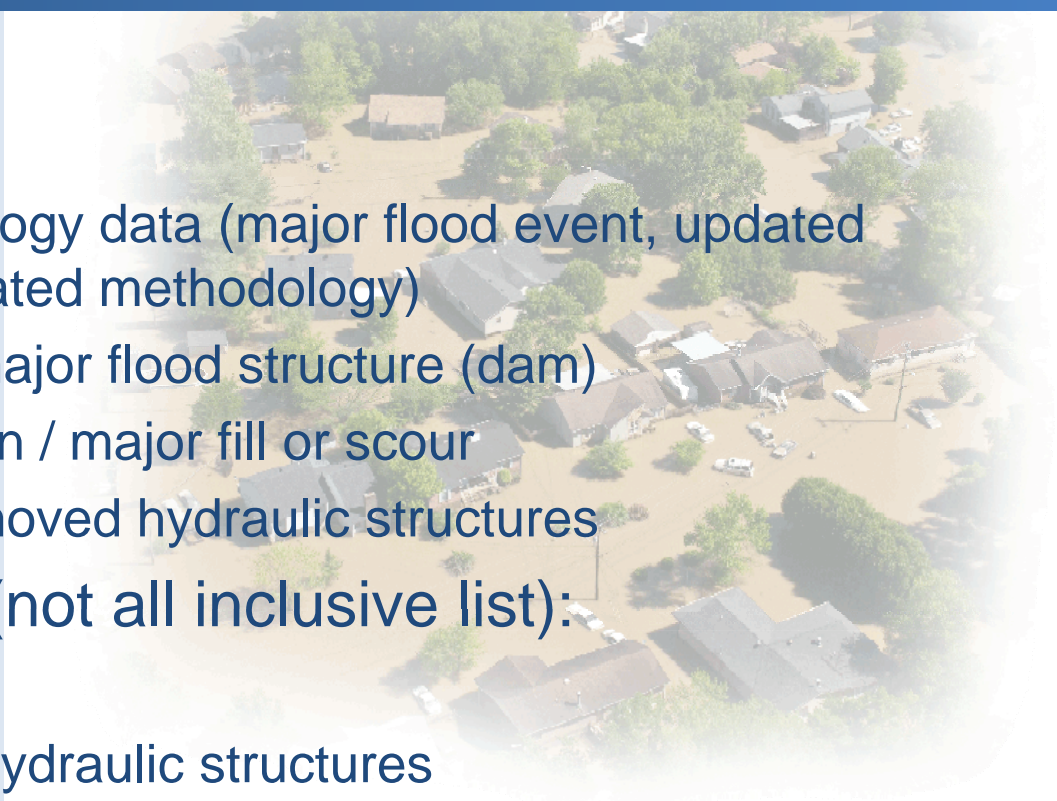 ogy data (major flood event, updated
ated methodology)
ajor flood structure (dam)
n / major fill or scour
oved hydraulic structures
(not all inclusive list):
ydraulic structures